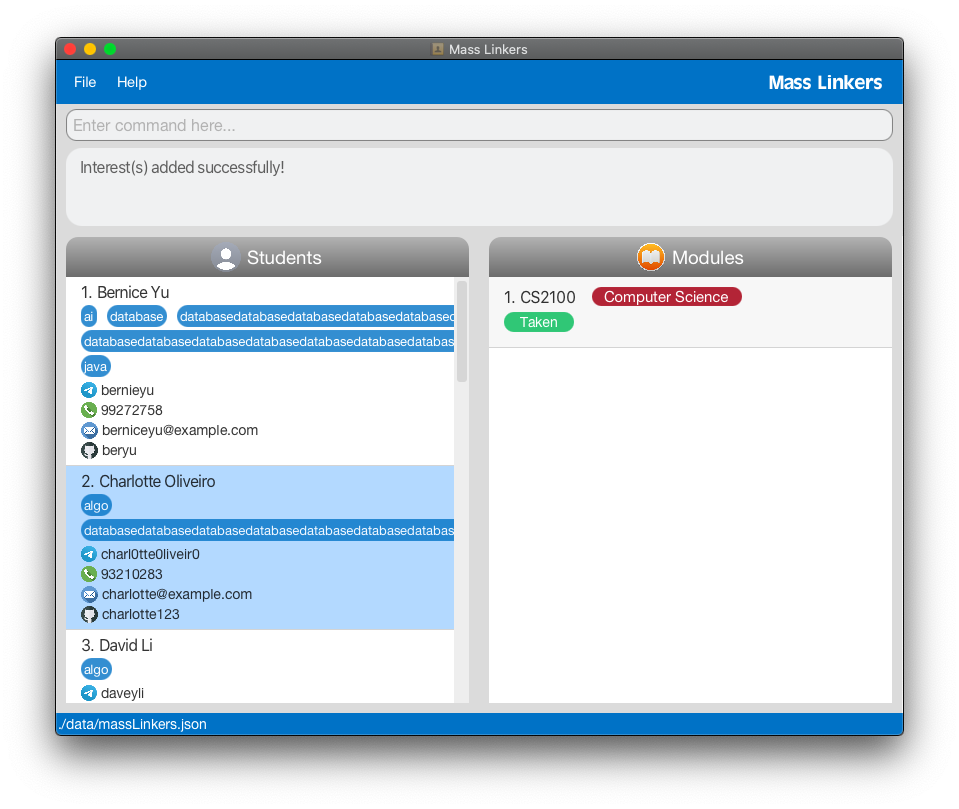 Mass Linkers
File Help Mass Linkers
Enter command here...
Interest(s) added successfully!
Students
1. Bernice Yu
ai database databasedatabasedatabasedatabasedatabased
databasedatabasedatabasedatabasedatabasedatabas
java
bernieyu
99272758
berniceyu@example.com
beryu
2. Charlotte Oliveiro
algo
databasedatabasedatabasedatabasedatabasedatabas
charl0tte0liveir0
93210283
charlotte@example.com
charlotte123
3. David Li
algo
daveyli
Modules
1. CS2100 Computer Science
Taken
./data/massLinkers.json